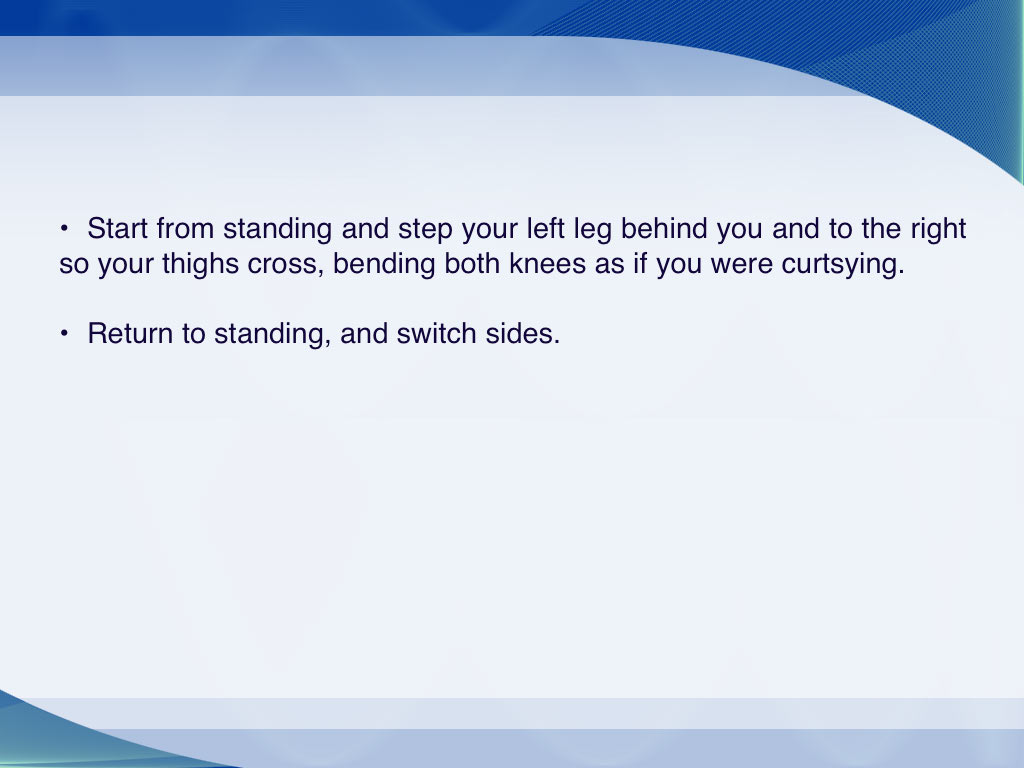 • Start from standing and step your left leg behind you and to the right
so your thighs cross, bending both knees as if you were curtsying.
• Return to standing, and switch sides.